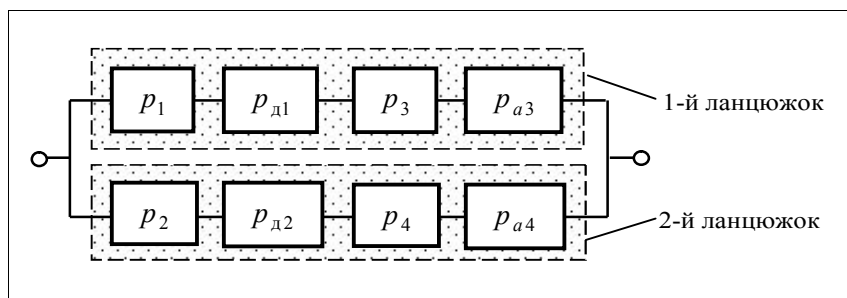 p1 pд1 p3 pa3
1-й ланцюжок
p2 pд2 p4 pa4
2-й ланцюжок